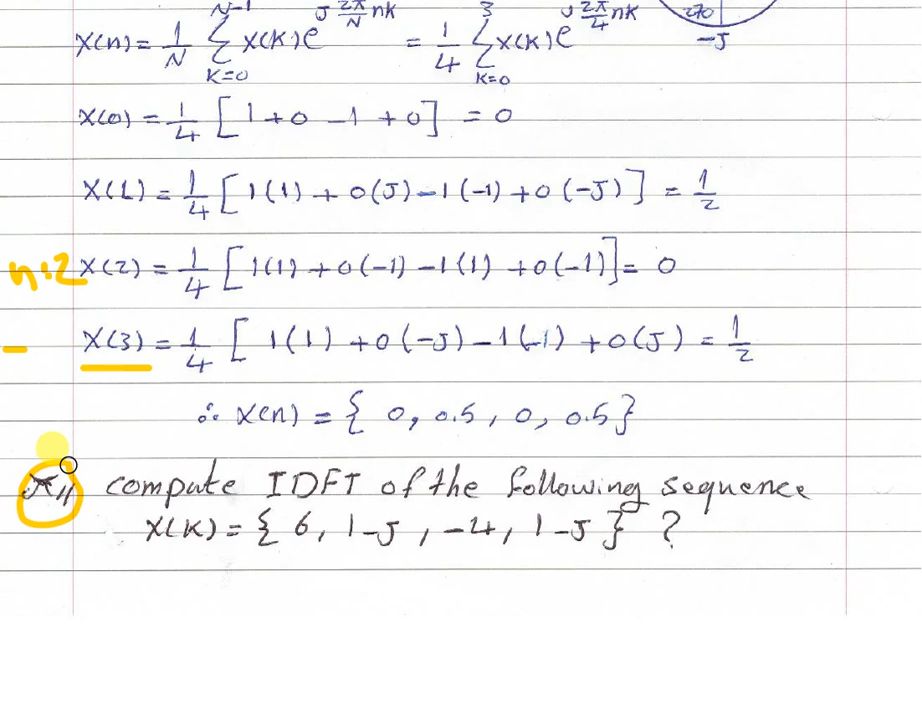 X(n) = 1/N Σ_{K=0}^{N-1} X(K) e^{J 2π/N nK} = 1/4 Σ_{K=0}^{3} X(K) e^{J 2π/4 nK}
270
-J
X(0) = 1/4 [ 1 + 0 - 1 + 0 ] = 0
X(1) = 1/4 [ 1(1) + 0(J) - 1(-1) + 0(-J) ] = 1/2
n:2 X(2) = 1/4 [ 1(1) + 0(-1) - 1(1) + 0(-1) ] = 0
- X(3) = 1/4 [ 1(1) + 0(-J) - 1(-1) + 0(J) = 1/2
∴ X(n) = { 0, 0.5, 0, 0.5 }
compute IDFT of the following sequence
X(K) = { 6, 1-J, -4, 1-J } ?